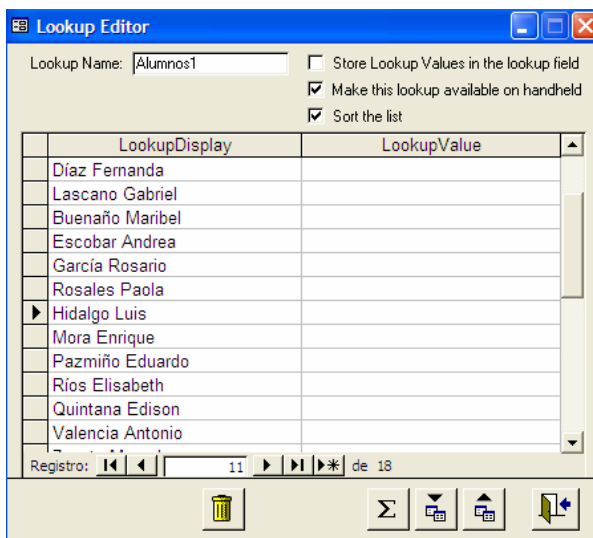 Lookup Editor
Lookup Name: Alumnos1
Store Lookup Values in the lookup field
Make this lookup available on handheld
Sort the list
LookupDisplay LookupValue
Díaz Fernanda
Lascano Gabriel
Buenaño Maribel
Escobar Andrea
García Rosario
Rosales Paola
Hidalgo Luis
Mora Enrique
Pazmiño Eduardo
Ríos Elisabeth
Quintana Edison
Valencia Antonio
Registro: 11 de 18
Σ